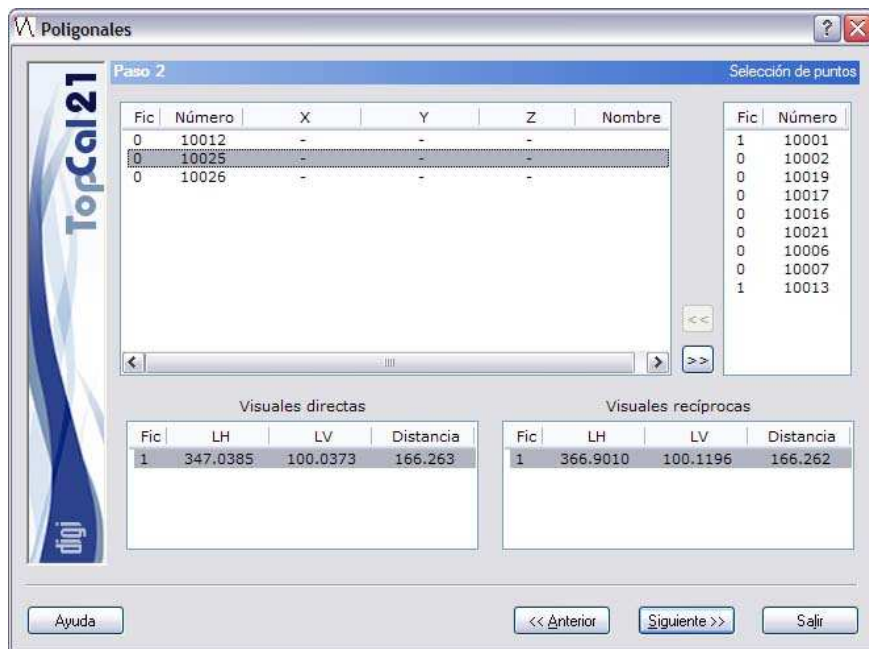 Poligonales
TopCal21
digi
Paso 2
Selección de puntos
Fic Número X Y Z Nombre
0 10012 - - -
0 10025 - - -
0 10026 - - -
Fic Número
1 10001
0 10002
0 10019
0 10017
0 10016
0 10021
0 10006
0 10007
1 10013
<<
>>
Visuales directas
Fic LH LV Distancia
1 347.0385 100.0373 166.263
Visuales recíprocas
Fic LH LV Distancia
1 366.9010 100.1196 166.262
Ayuda
<< Anterior
Siguiente >>
Salir